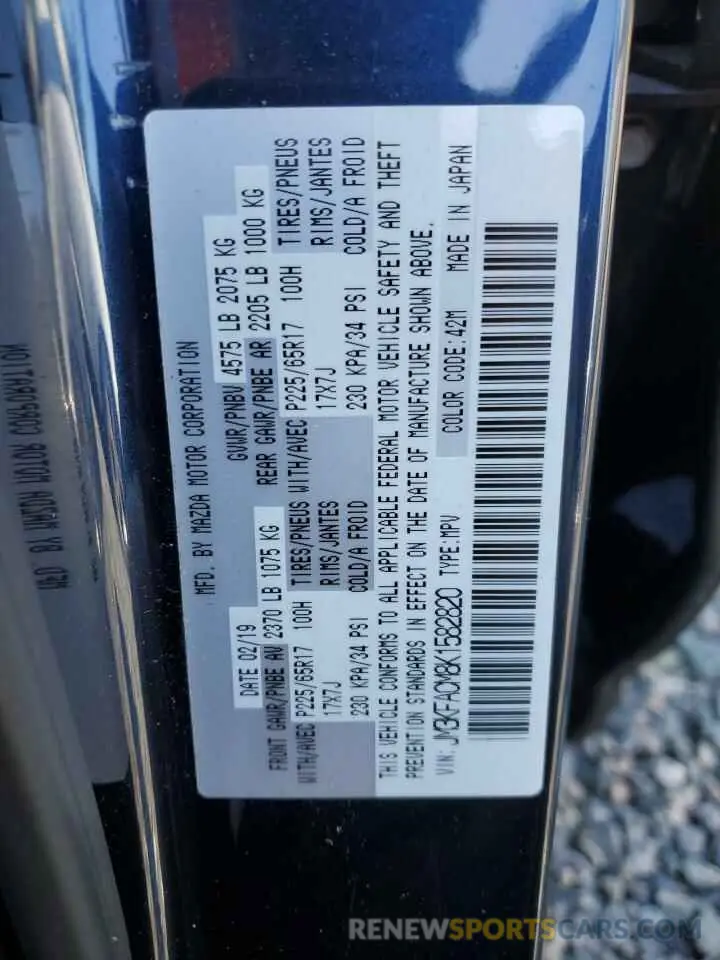 MFD. BY MAZDA MOTOR CORPORATION
DATE 02/19 GVWR/PNBV 4575 LB 2075 KG
FRONT GAWR/PNBE AV 2370 LB 1075 KG REAR GAWR/PNBE AR 2205 LB 1000 KG
WITH/AVEC P225/65R17 100H TIRES/PNEUS WITH/AVEC P225/65R17 100H TIRES/PNEUS
17X7J RIMS/JANTES 17X7J RIMS/JANTES
230 KPA/34 PSI COLD/A FROID 230 KPA/34 PSI COLD/A FROID
THIS VEHICLE CONFORMS TO ALL APPLICABLE FEDERAL MOTOR VEHICLE SAFETY AND THEFT
PREVENTION STANDARDS IN EFFECT ON THE DATE OF MANUFACTURE SHOWN ABOVE.
VIN: JM3KFACM8K1582820 TYPE:MPV COLOR CODE:42M MADE IN JAPAN
RENEWSPORTSCARS.COM